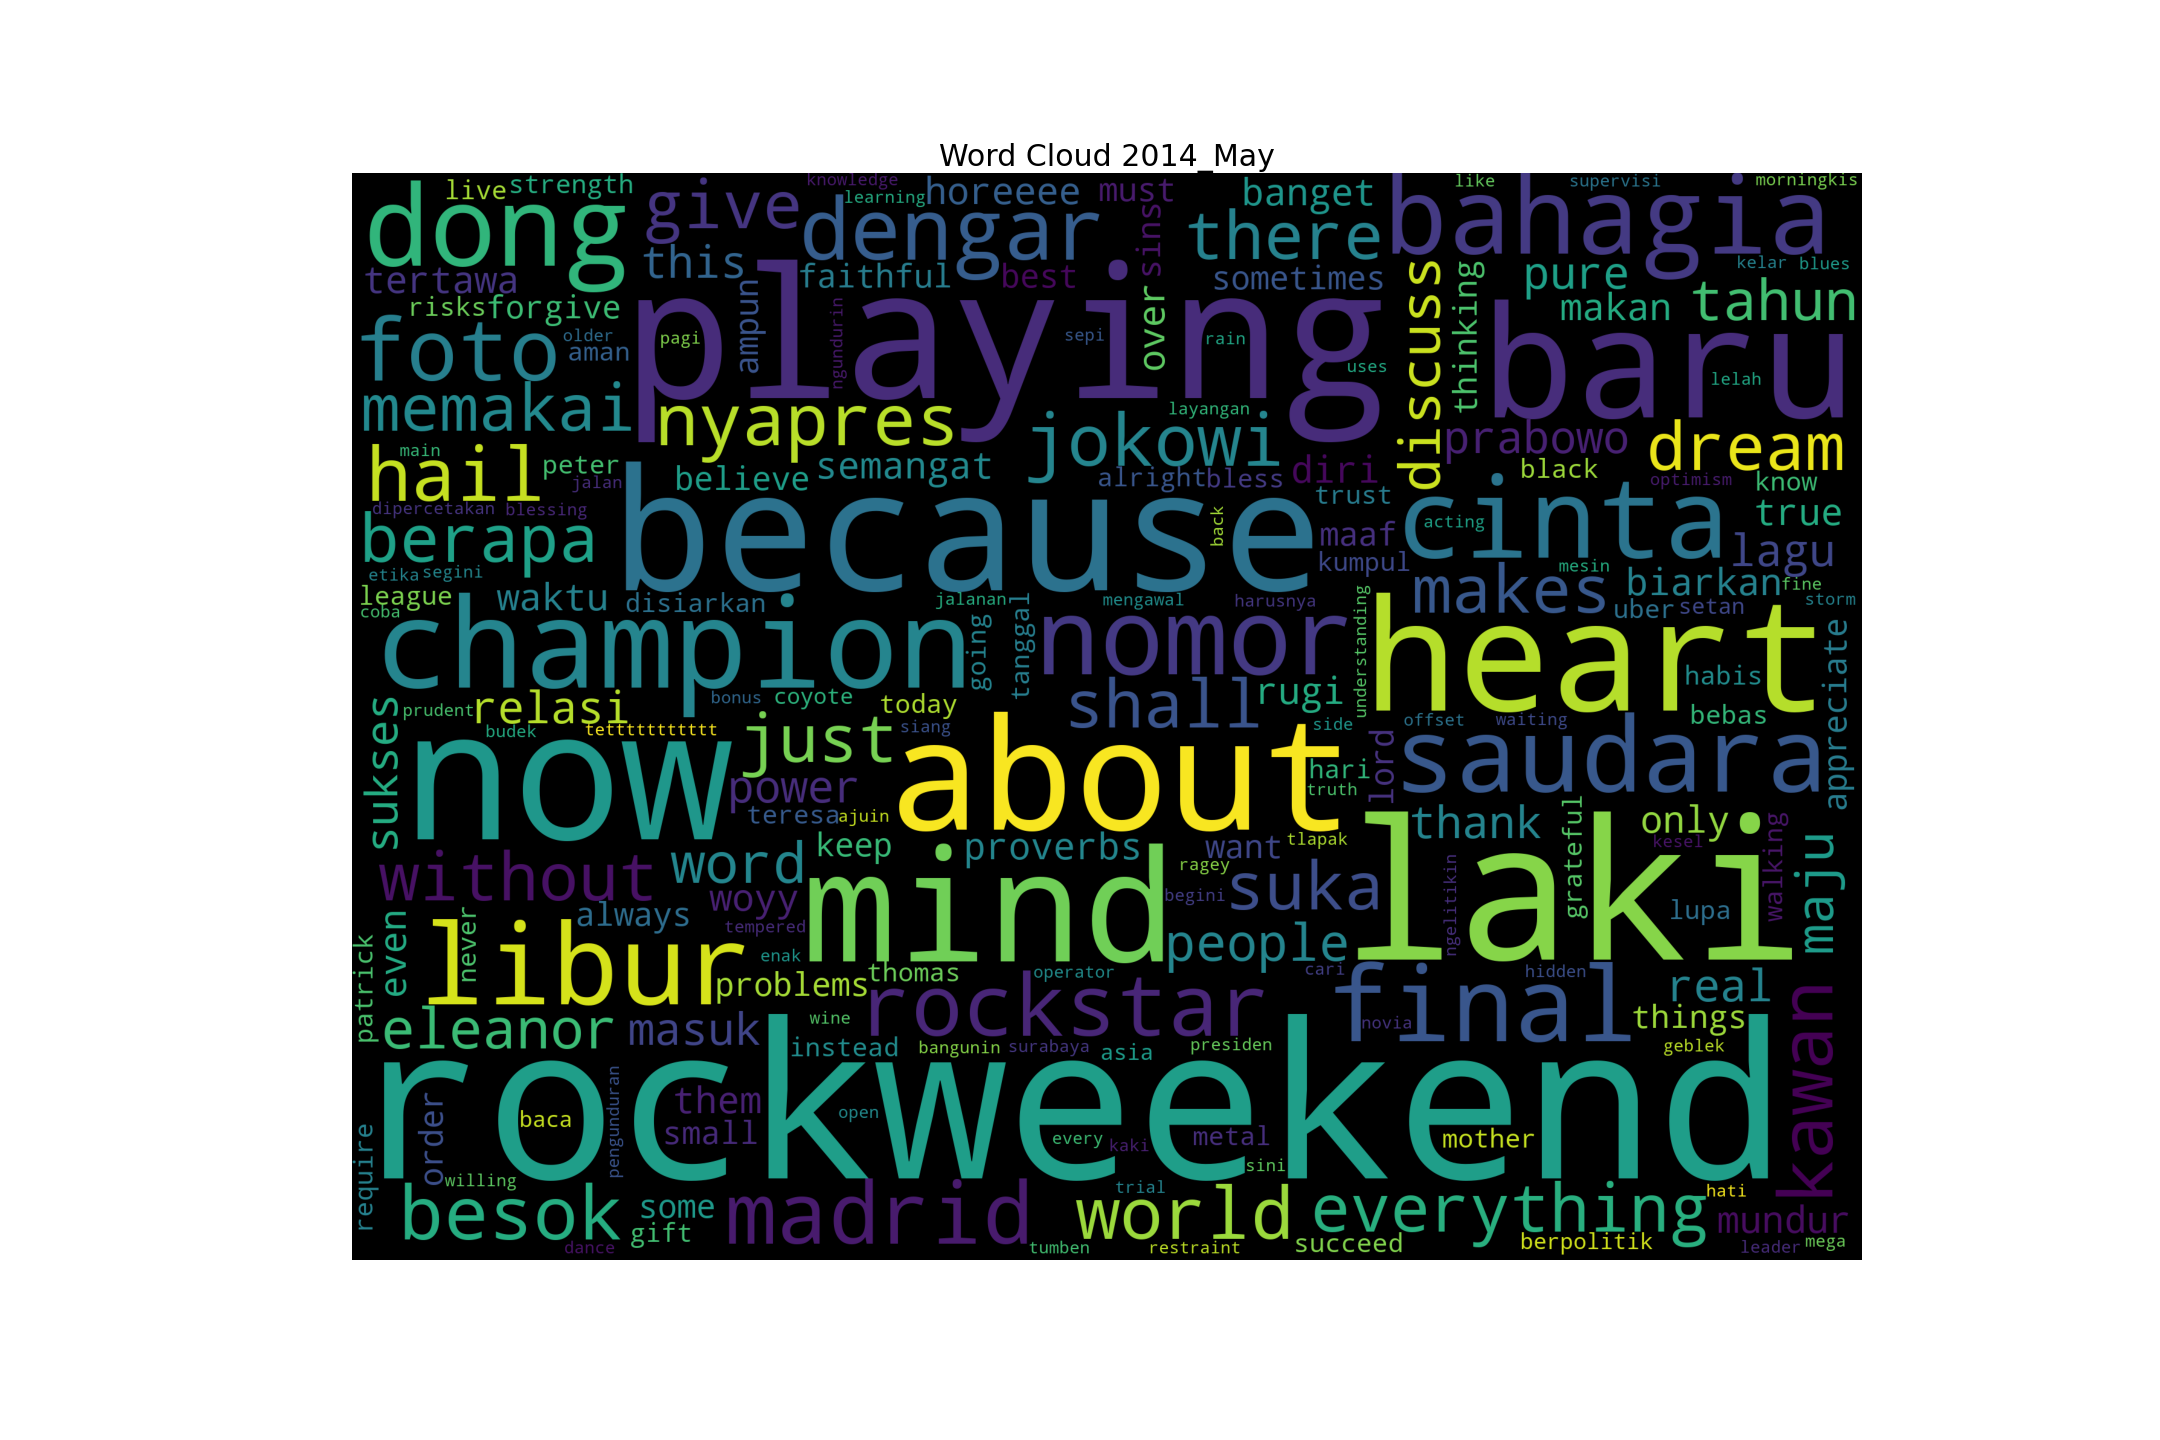 Word Cloud 2014_May
dong
live
strength
give
knowledge
learning
dengar
horeeee
must
sins
banget
there
like
supervisi
morningkis
bahagia
tertawa
this
faithful
best
over
sometimes
discuss
thinking
pure
kelar
blues
makan
tahun
risks
forgive
foto
older
aman
playing
pagi
ampun
ngundurin
sepi
rain
uses
baru
lelah
memakai
nyapres
layangan
jokowi
prabowo
dream
main
hail
peter
jalan
believe
semangat
alright
bless
diri
trust
black
optimism
know
dipercetakan
blessing
because
back
maaf
kumpul
cinta
acting
true
lagu
berapa
etika
segini
league
coba
waktu
disiarkan
jalanan
mengawal
harusnya
understanding
makes
mesin
biarkan
fine
uber
setan
storm
champion
going
tanggal
nomor
heart
habis
appreciate
sukses
prudent
relasi
bonus
coyote
today
shall
rugi
bebas
budek
tetttttttttt
just
siang
side
offset
waiting
now
about
lord
saudara
power
hari
truth
teresa
ajuin
laki
thank
grateful
only
kesel
walking
maju
without
word
keep
proverbs
want
tlapak
mind
ragey
begini
suka
ngelitikin
lupa
woyy
tempered
always
even
never
patrick
libur
enak
people
problems
thomas
operator
cari
hidden
real
kawan
eleanor
masuk
wine
rockstar
final
novia
things
instead
bangunin
surabaya
asia
presiden
geblek
rockweekend
require
order
baca
pengunduran
them
small
open
every
kaki
metal
sini
mother
willing
besok
some
gift
dance
madrid
trial
world
tumben
restraint
everything
succeed
hati
berpolitik
mundur
leader
mega